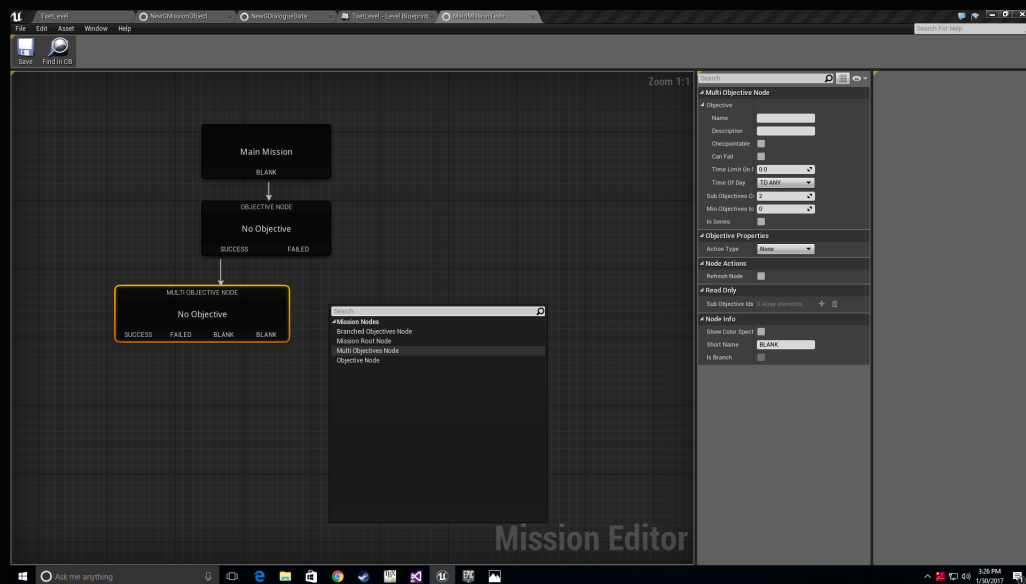 TsetLevel
NewGMissionObject
NewGDialogueData
TsetLevel - Level Blueprint
MainMissionTest
File Edit Asset Window Help
Search For Help
Save Find in CB
Zoom 1:1
Main Mission
BLANK
OBJECTIVE NODE
No Objective
SUCCESS FAILED
MULTI OBJECTIVE NODE
No Objective
SUCCESS FAILED BLANK BLANK
Search
Mission Nodes
Branched Objectives Node
Mission Root Node
Multi Objectives Node
Objective Node
Mission Editor
Search
Multi Objective Node
Objective
Name
Description
Checpointable
Can Fail
Time Limit (In S 0.0
Time Of Day TD ANY
Sub Objectives C 2
Min Objectives to 0
In Series
Objective Properties
Action Type None
Node Actions
Refresh Node
Read Only
Sub Objective Ids 0 Array elements
Node Info
Show Color Spect
Short Name BLANK
Is Branch
Ask me anything
3:26 PM
1/30/2017